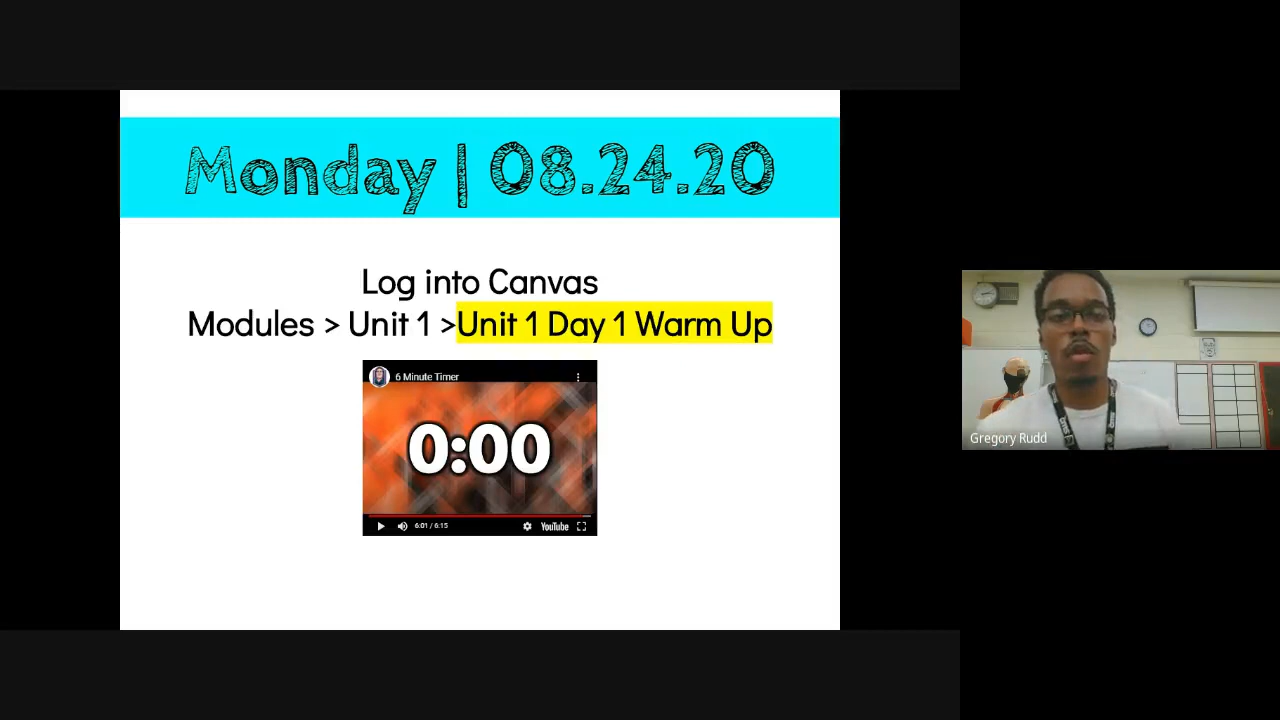 Monday | 08.24.20
Log into Canvas
Modules > Unit 1 >Unit 1 Day 1 Warm Up
6 Minute Timer
0:00
6:01 / 6:15
YouTube
Gregory Rudd